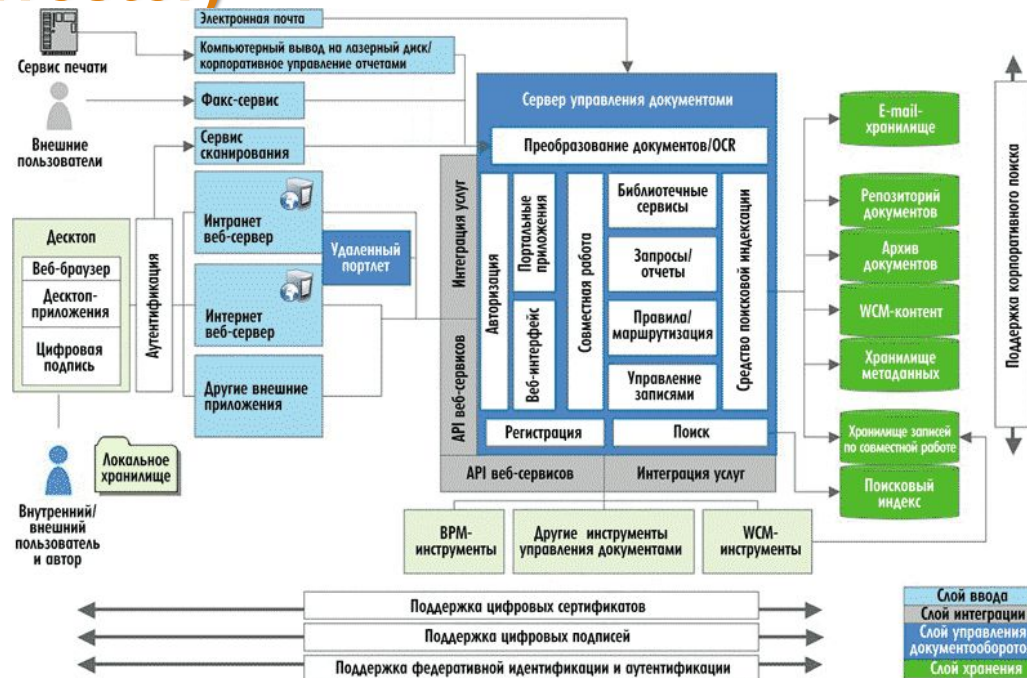 Электронная почта
Сервис печати
Компьютерный вывод на лазерный диск/
корпоративное управление отчетами
Факс-сервис
Внешние
пользователи
Сервис
сканирования
Десктоп
Веб-браузер
Десктоп-
приложения
Цифровая
подпись
Аутентификация
Интранет
веб-сервер
Удаленный
портлет
Интернет
веб-сервер
Другие внешние
приложения
Локальное
хранилище
Внутренний/
внешний
пользователь
и автор
Интеграция услуг
API веб-сервисов
Сервер управления документами
Преобразование документов/OCR
Авторизация
Портальные
приложения
Веб-интерфейс
Совместная работа
Библиотечные
сервисы
Запросы/
отчеты
Правила/
маршрутизация
Управление
записями
Средство поисковой индексации
Регистрация
Поиск
API веб-сервисов
Интеграция услуг
BPM-
инструменты
Другие инструменты
управления документами
WCM-
инструменты
E-mail-
хранилище
Репозиторий
документов
Архив
документов
WCM-контент
Хранилище
метаданных
Хранилище записей
по совместной работе
Поисковый
индекс
Поддержка корпоративного поиска
Поддержка цифровых сертификатов
Поддержка цифровых подписей
Поддержка федеративной идентификации и аутентификации
Слой ввода
Слой интеграции
Слой управления
Слой хранения